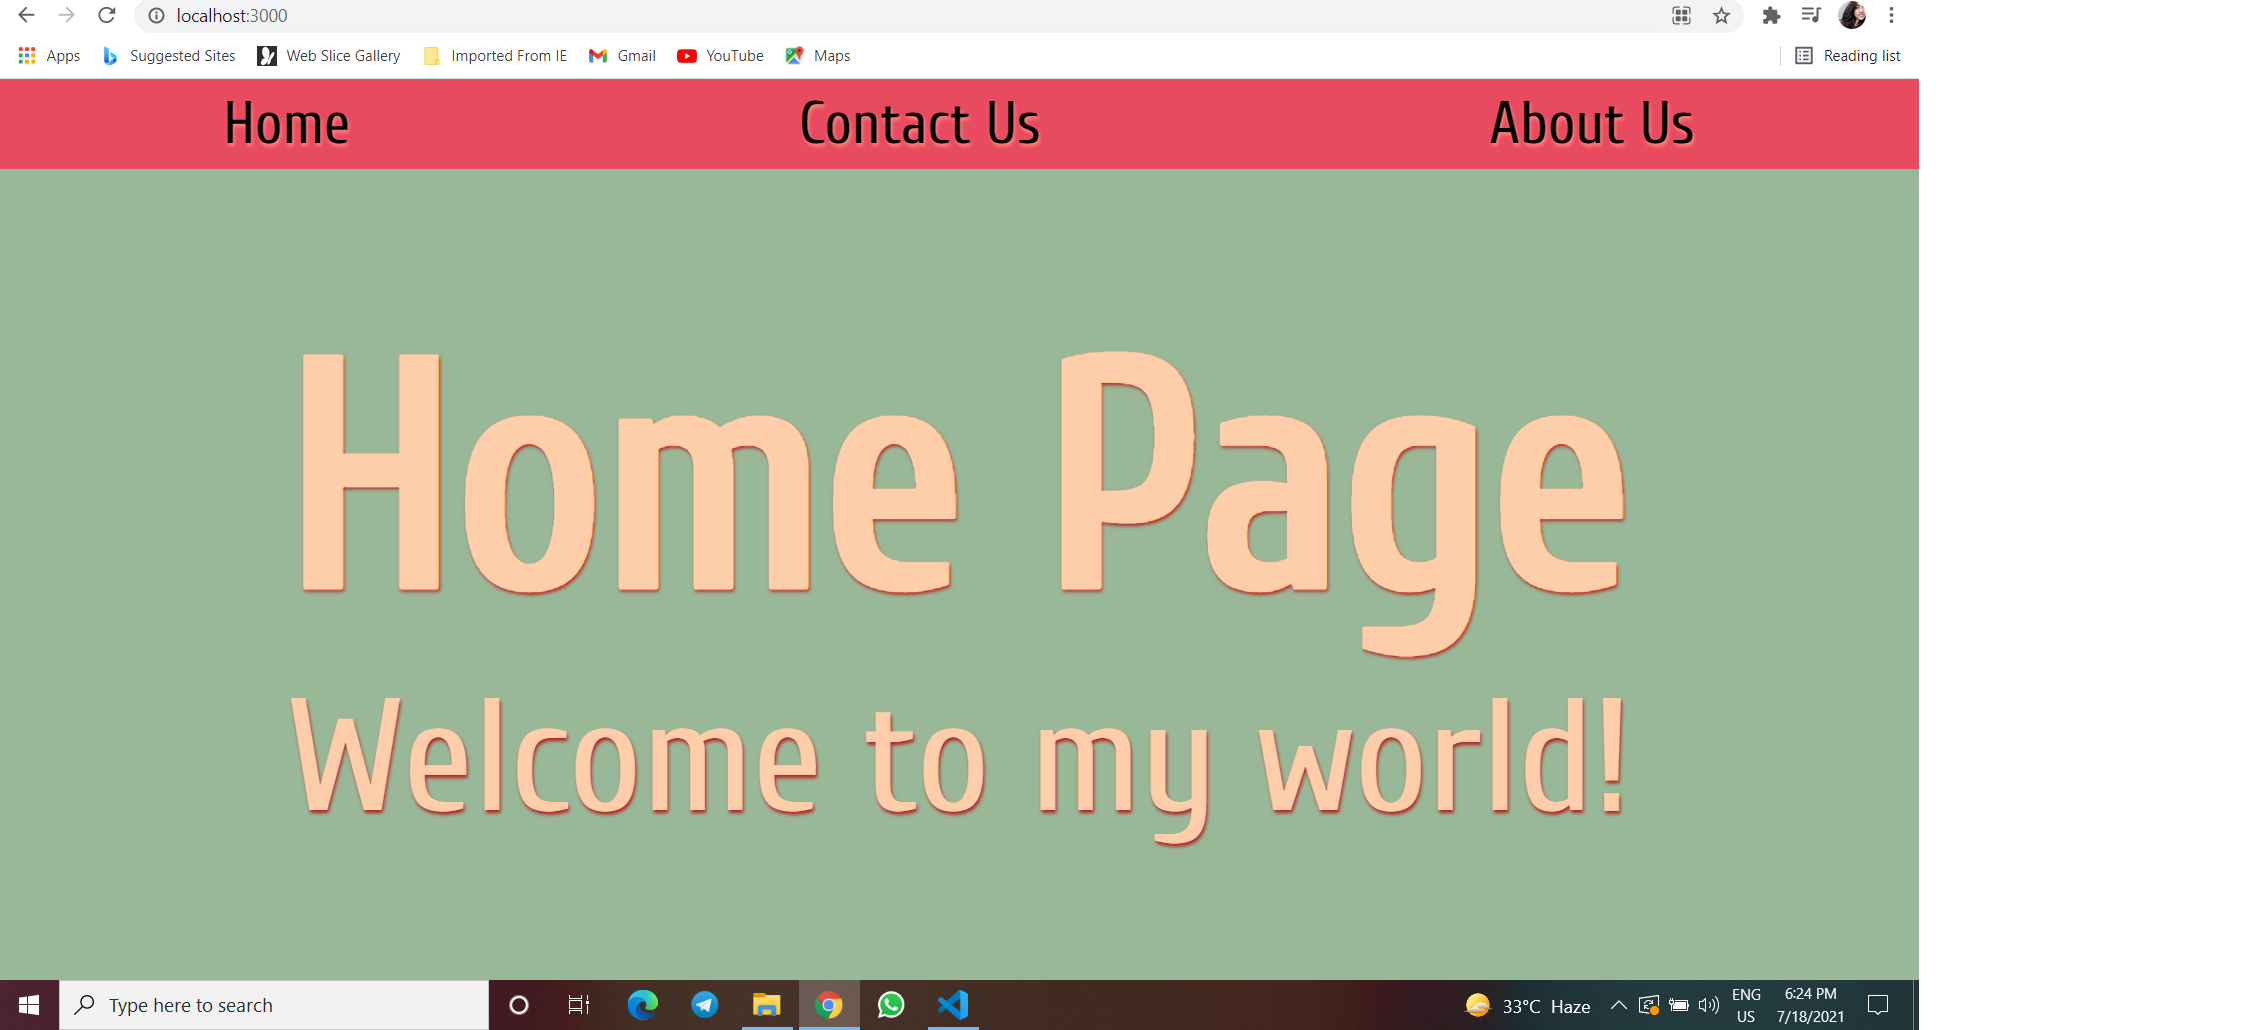 localhost:3000
Apps Suggested Sites Web Slice Gallery Imported From IE Gmail YouTube Maps Reading list
Home Contact Us About Us
Home Page
Welcome to my world!
Type here to search 33°C Haze ENG US 6:24 PM 7/18/2021